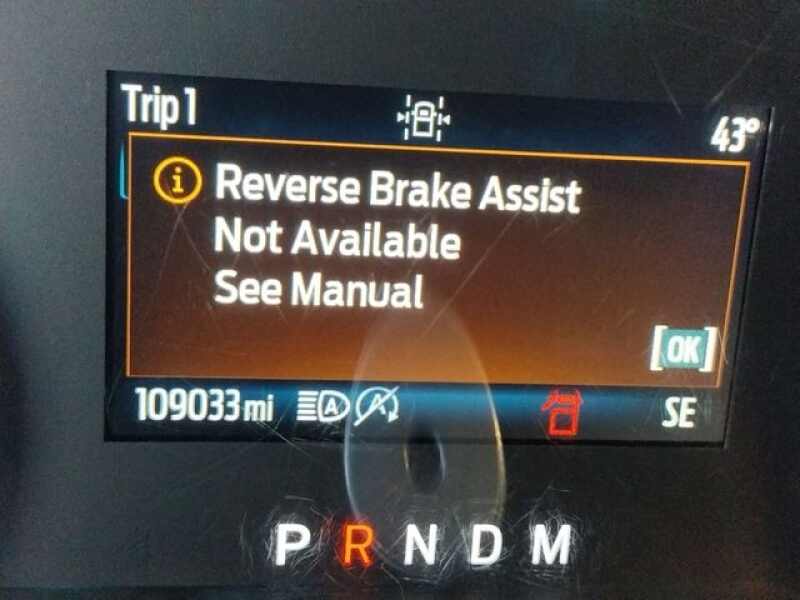 Trip 1
43°
i Reverse Brake Assist
Not Available
See Manual
[OK]
109033 mi A A SE
P R N D M